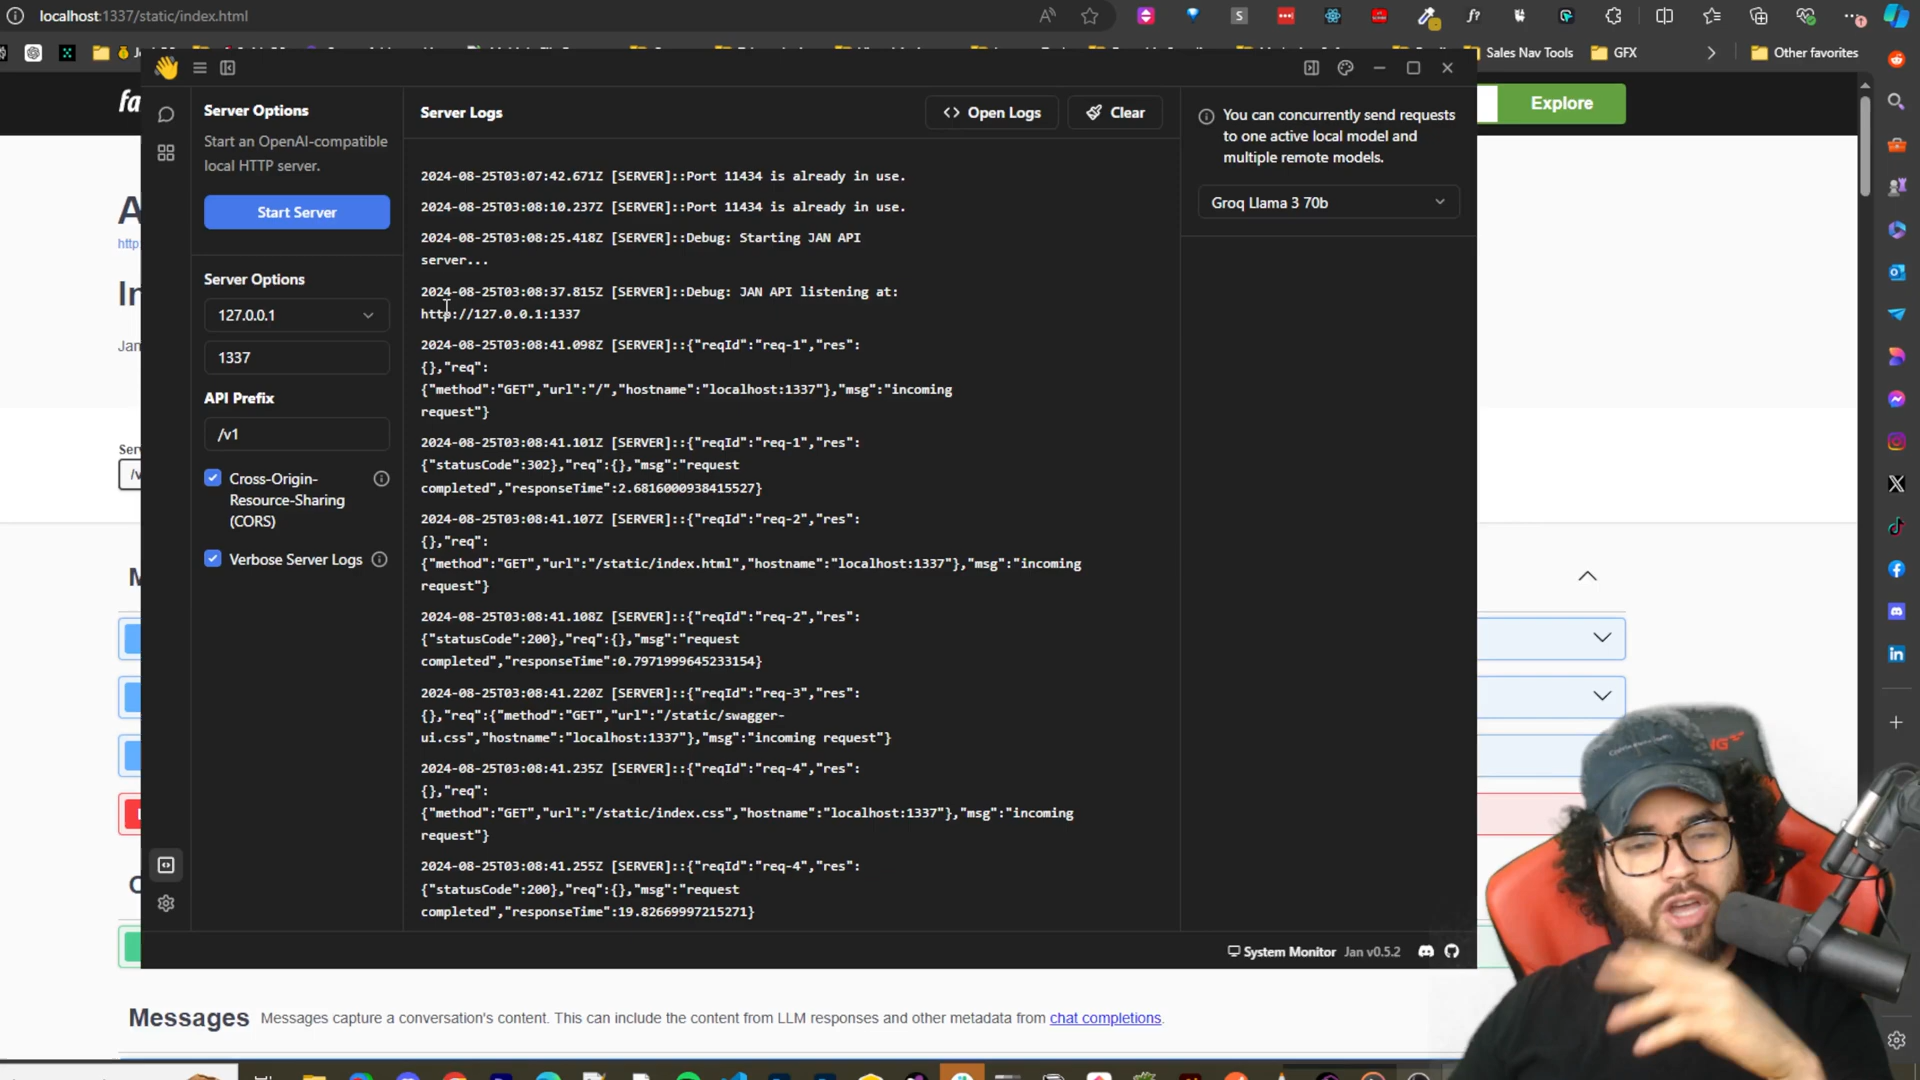 localhost:1337/static/index.html
Sales Nav Tools
GFX
Other favorites
fa
Explore
Server Options
Start an OpenAI-compatible
local HTTP server.
Start Server
Server Options
127.0.0.1
1337
API Prefix
/v1
Cross-Origin-
Resource-Sharing
(CORS)
Verbose Server Logs
Server Logs
Open Logs
Clear
2024-08-25T03:07:42.671Z [SERVER]::Port 11434 is already in use.
2024-08-25T03:08:10.237Z [SERVER]::Port 11434 is already in use.
2024-08-25T03:08:25.418Z [SERVER]::Debug: Starting JAN API
server...
2024-08-25T03:08:37.815Z [SERVER]::Debug: JAN API listening at:
http://127.0.0.1:1337
2024-08-25T03:08:41.098Z [SERVER]::{"reqId":"req-1","res":
{},"req":
{"method":"GET","url":"/","hostname":"localhost:1337"},"msg":"incoming
request"}
2024-08-25T03:08:41.101Z [SERVER]::{"reqId":"req-1","res":
{"statusCode":302},"req":{},"msg":"request
completed","responseTime":2.6816000938415527}
2024-08-25T03:08:41.107Z [SERVER]::{"reqId":"req-2","res":
{},"req":
{"method":"GET","url":"/static/index.html","hostname":"localhost:1337"},"msg":"incoming
request"}
2024-08-25T03:08:41.108Z [SERVER]::{"reqId":"req-2","res":
{"statusCode":200},"req":{},"msg":"request
completed","responseTime":0.7971999645233154}
2024-08-25T03:08:41.220Z [SERVER]::{"reqId":"req-3","res":
{},"req":{"method":"GET","url":"/static/swagger-
ui.css","hostname":"localhost:1337"},"msg":"incoming request"}
2024-08-25T03:08:41.235Z [SERVER]::{"reqId":"req-4","res":
{},"req":
{"method":"GET","url":"/static/index.css","hostname":"localhost:1337"},"msg":"incoming
request"}
2024-08-25T03:08:41.255Z [SERVER]::{"reqId":"req-4","res":
{"statusCode":200},"req":{},"msg":"request
completed","responseTime":19.82669997215271}
You can concurrently send requests
to one active local model and
multiple remote models.
Groq Llama 3 70b
System Monitor
Jan v0.5.2
A
http:
In
Jan
Serv
/v
M
C
Messages Messages capture a conversation's content. This can include the content from LLM responses and other metadata from chat completions.